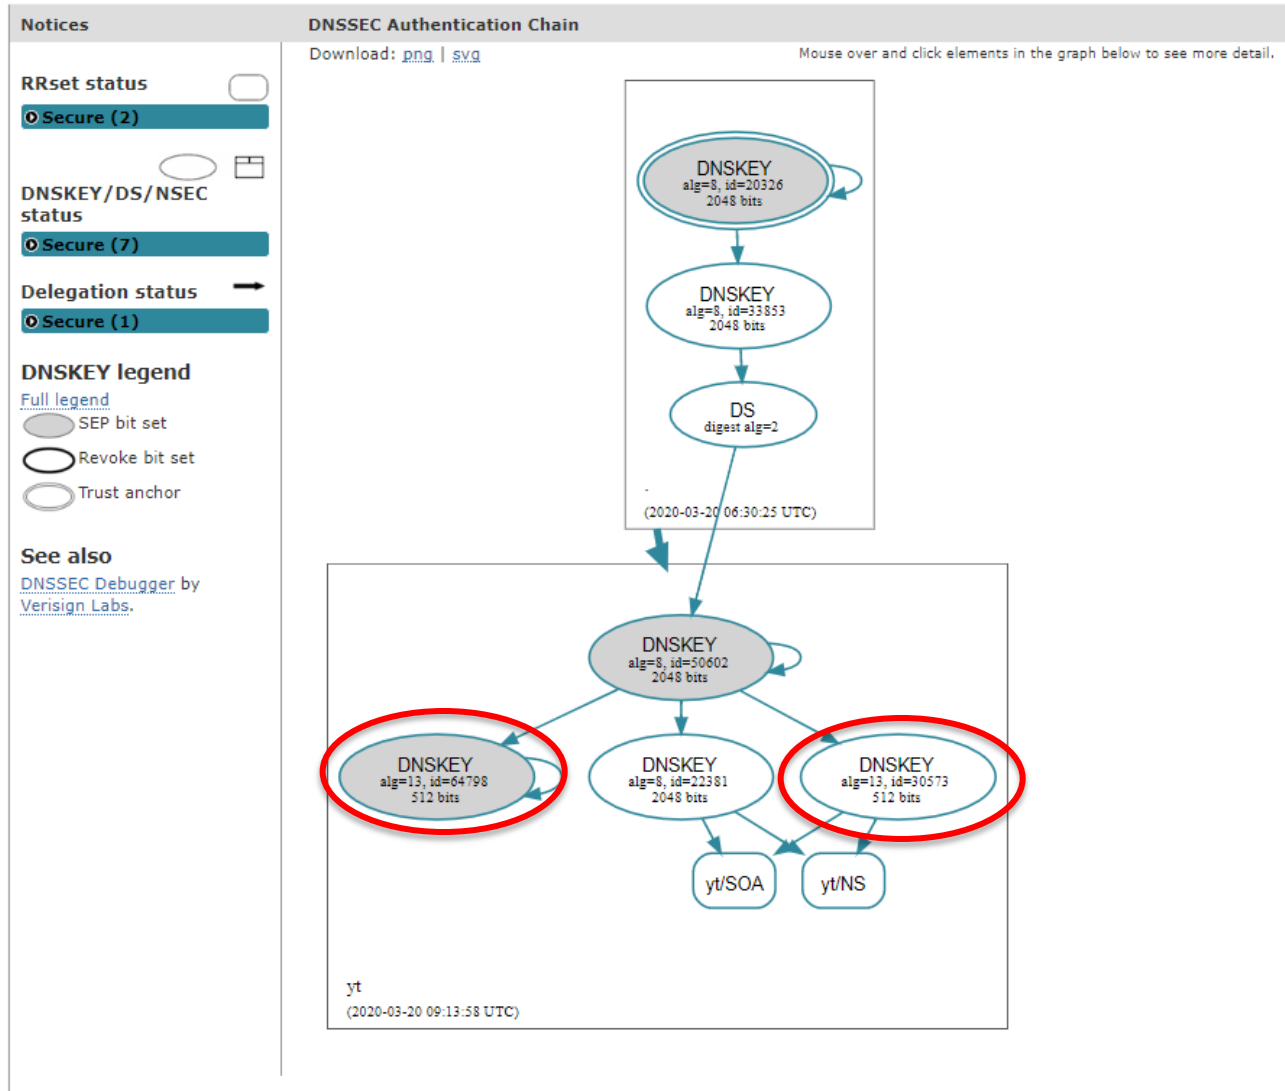 Notices
DNSSEC Authentication Chain
Download: png | svg
Mouse over and click elements in the graph below to see more detail.
RRset status
Secure (2)
DNSKEY/DS/NSEC
status
Secure (7)
Delegation status
Secure (1)
DNSKEY legend
Full legend
SEP bit set
Revoke bit set
Trust anchor
See also
DNSSEC Debugger by
Verisign Labs.
DNSKEY
alg=8, id=20326
2048 bits
DNSKEY
alg=8, id=33853
2048 bits
DS
digest alg=2
.
(2020-03-20 06:30:25 UTC)
DNSKEY
alg=8, id=50602
2048 bits
DNSKEY
alg=13, id=64798
512 bits
DNSKEY
alg=8, id=22381
2048 bits
DNSKEY
alg=13, id=30573
512 bits
yt/SOA
yt/NS
yt
(2020-03-20 09:13:58 UTC)